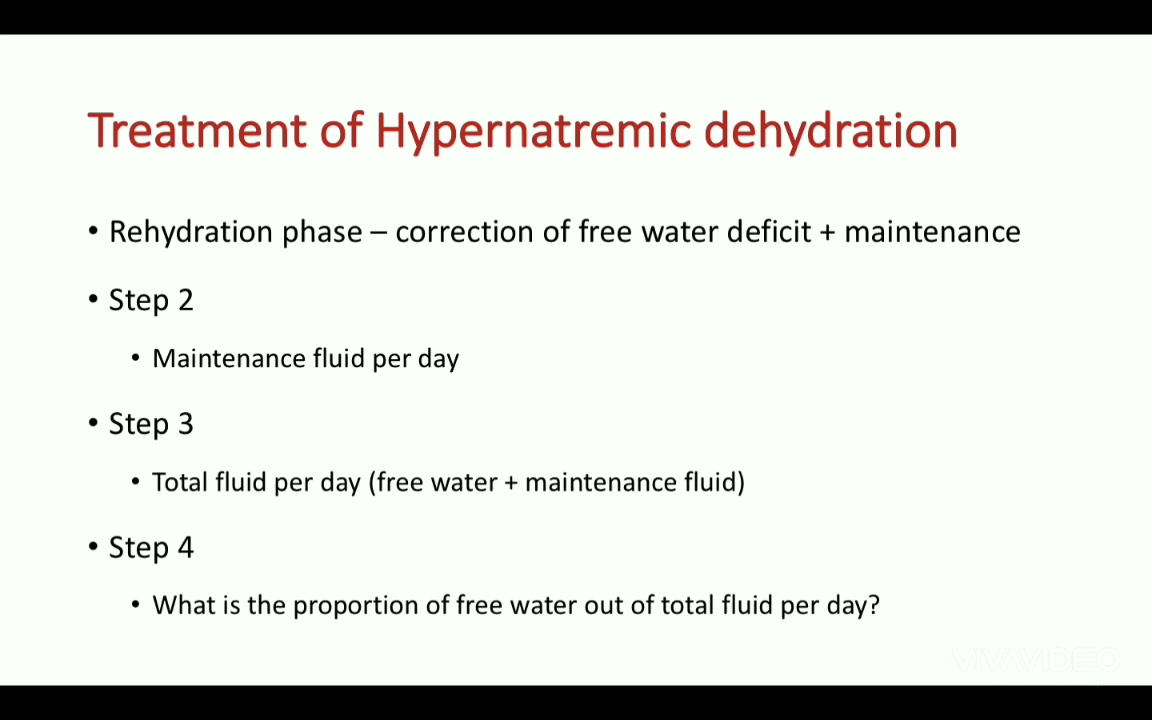 Treatment of Hypernatremic dehydration
• Rehydration phase – correction of free water deficit + maintenance
• Step 2
• Maintenance fluid per day
• Step 3
• Total fluid per day (free water + maintenance fluid)
• Step 4
• What is the proportion of free water out of total fluid per day?
VIVAVIDEO